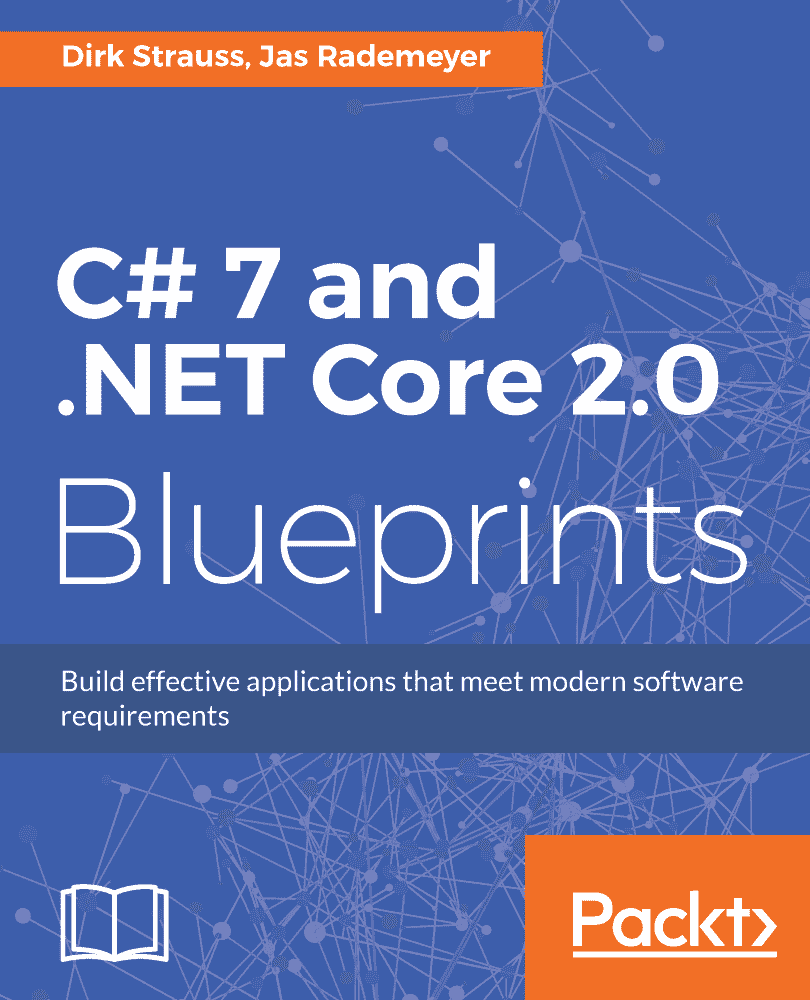 Dirk Strauss, Jas Rademeyer
C# 7 and
.NET Core 2.0
Blueprints
Build effective applications that meet modern software
requirements
Packt>